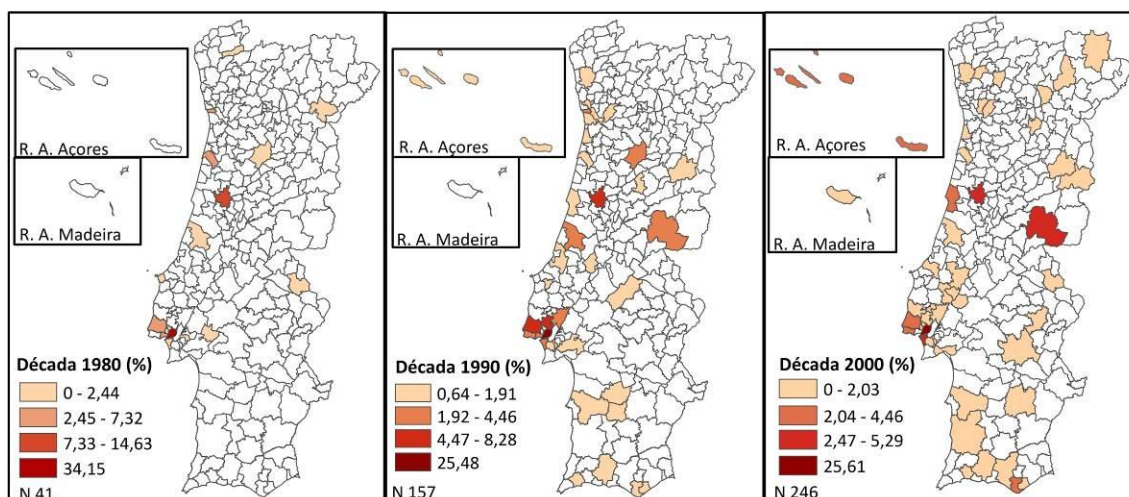 R. A. Açores
R. A. Madeira
Década 1980 (%)
0 - 2,44
2,45 - 7,32
7,33 - 14,63
34,15
N 41
R. A. Açores
R. A. Madeira
Década 1990 (%)
0,64 - 1,91
1,92 - 4,46
4,47 - 8,28
25,48
N 157
R. A. Açores
R. A. Madeira
Década 2000 (%)
0 - 2,03
2,04 - 4,46
2,47 - 5,29
25,61
N 246